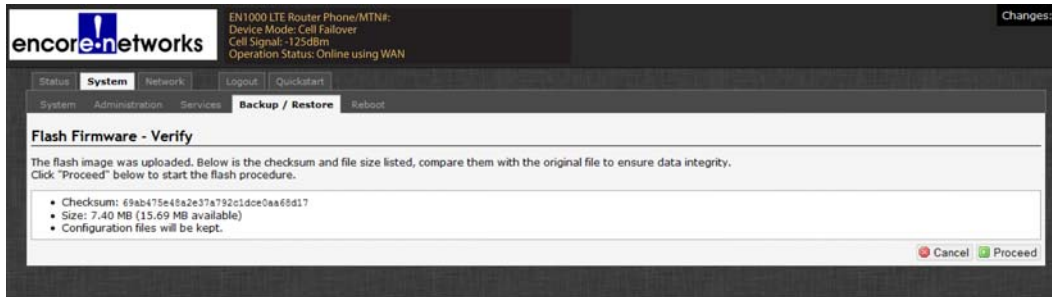 encore!networks
EN1000 LTE Router Phone/MTN#:
Device Mode: Cell Failover
Cell Signal: -125dBm
Operation Status: Online using WAN
Changes:
Status System Network Logout Quickstart
System Administration Services Backup / Restore Reboot
Flash Firmware - Verify
The flash image was uploaded. Below is the checksum and file size listed, compare them with the original file to ensure data integrity.
Click "Proceed" below to start the flash procedure.
• Checksum: 69ab475e48a2e37a792c1dce0aa68d17
• Size: 7.40 MB (15.69 MB available)
• Configuration files will be kept.
Cancel Proceed